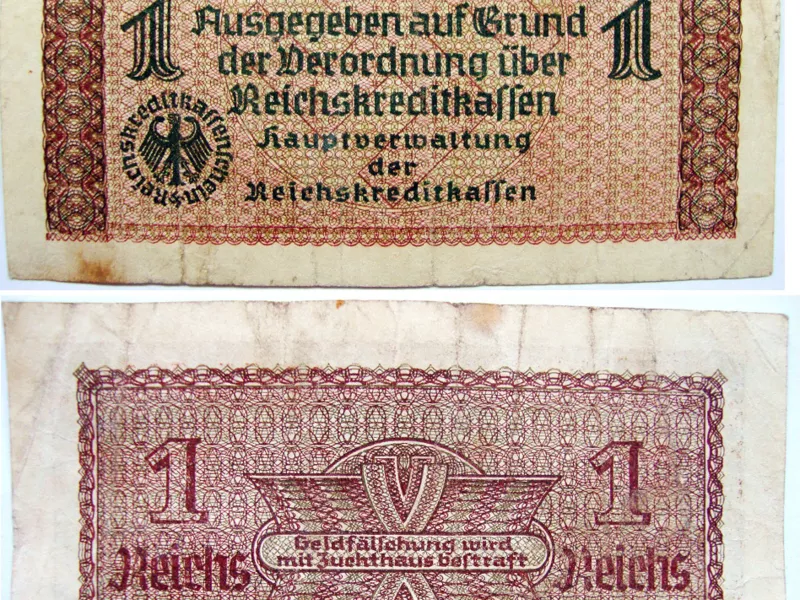 1 Ausgegeben auf Grund 1
der Verordnung über
Reichskreditkassen
Hauptverwaltung
der
Reichskreditkassen
Reichskreditkassenschein
1 1
V
Geldfälschung wird
mit Zuchthaus bestraft
Reichs Reichs